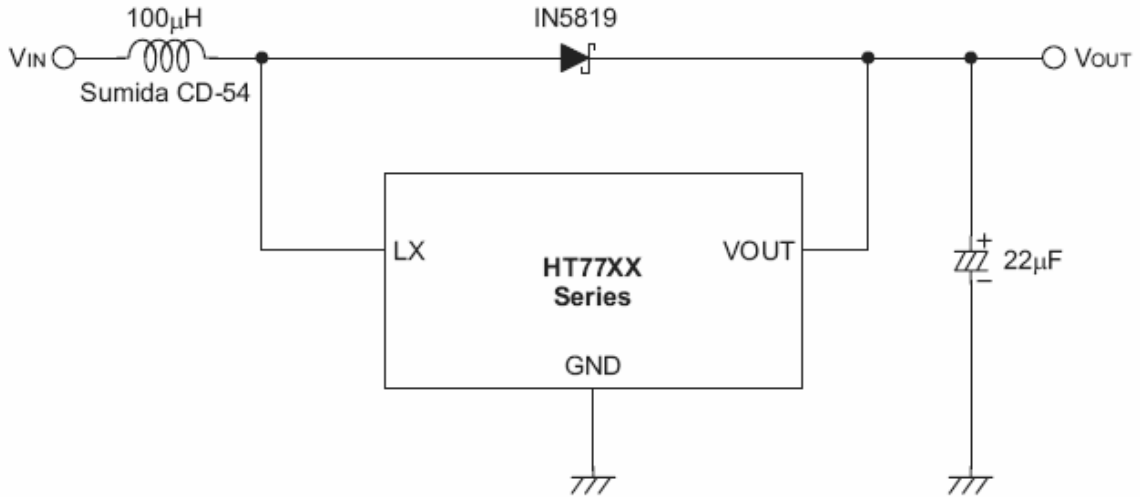 100μH
IN5819
VIN
VOUT
Sumida CD-54
LX
VOUT
HT77XX
Series
+
22μF
−
GND